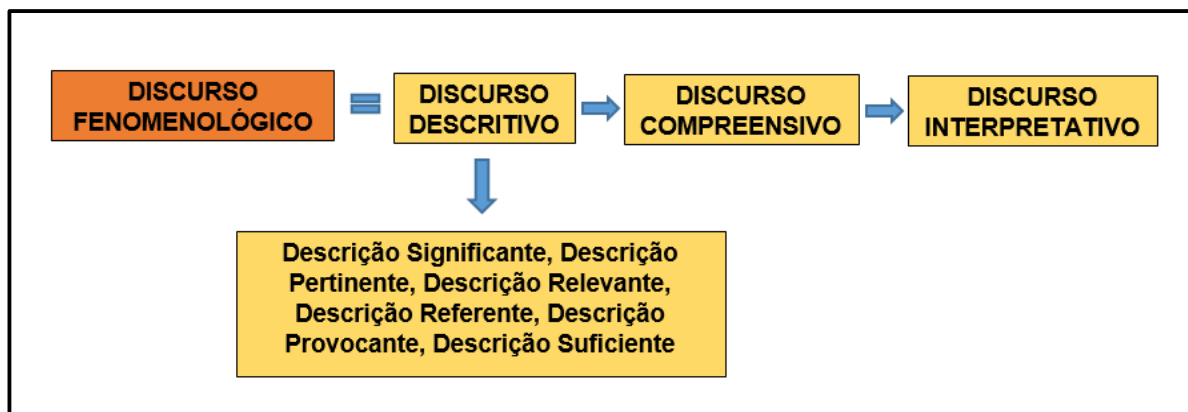 DISCURSO
FENOMENOLÓGICO
DISCURSO
DESCRITIVO
DISCURSO
COMPREENSIVO
DISCURSO
INTERPRETATIVO
Descrição Significante, Descrição
Pertinente, Descrição Relevante,
Descrição Referente, Descrição
Provocante, Descrição Suficiente